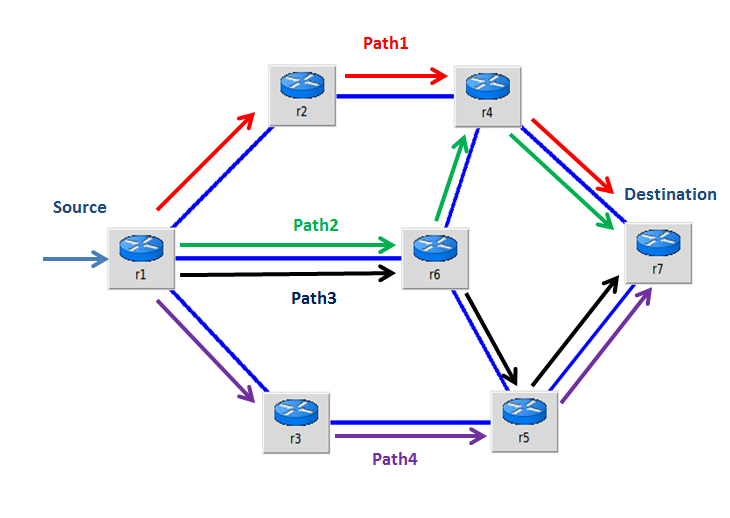 Path1
r2
r4
Source
Destination
Path2
r1
r6
r7
Path3
r3
r5
Path4